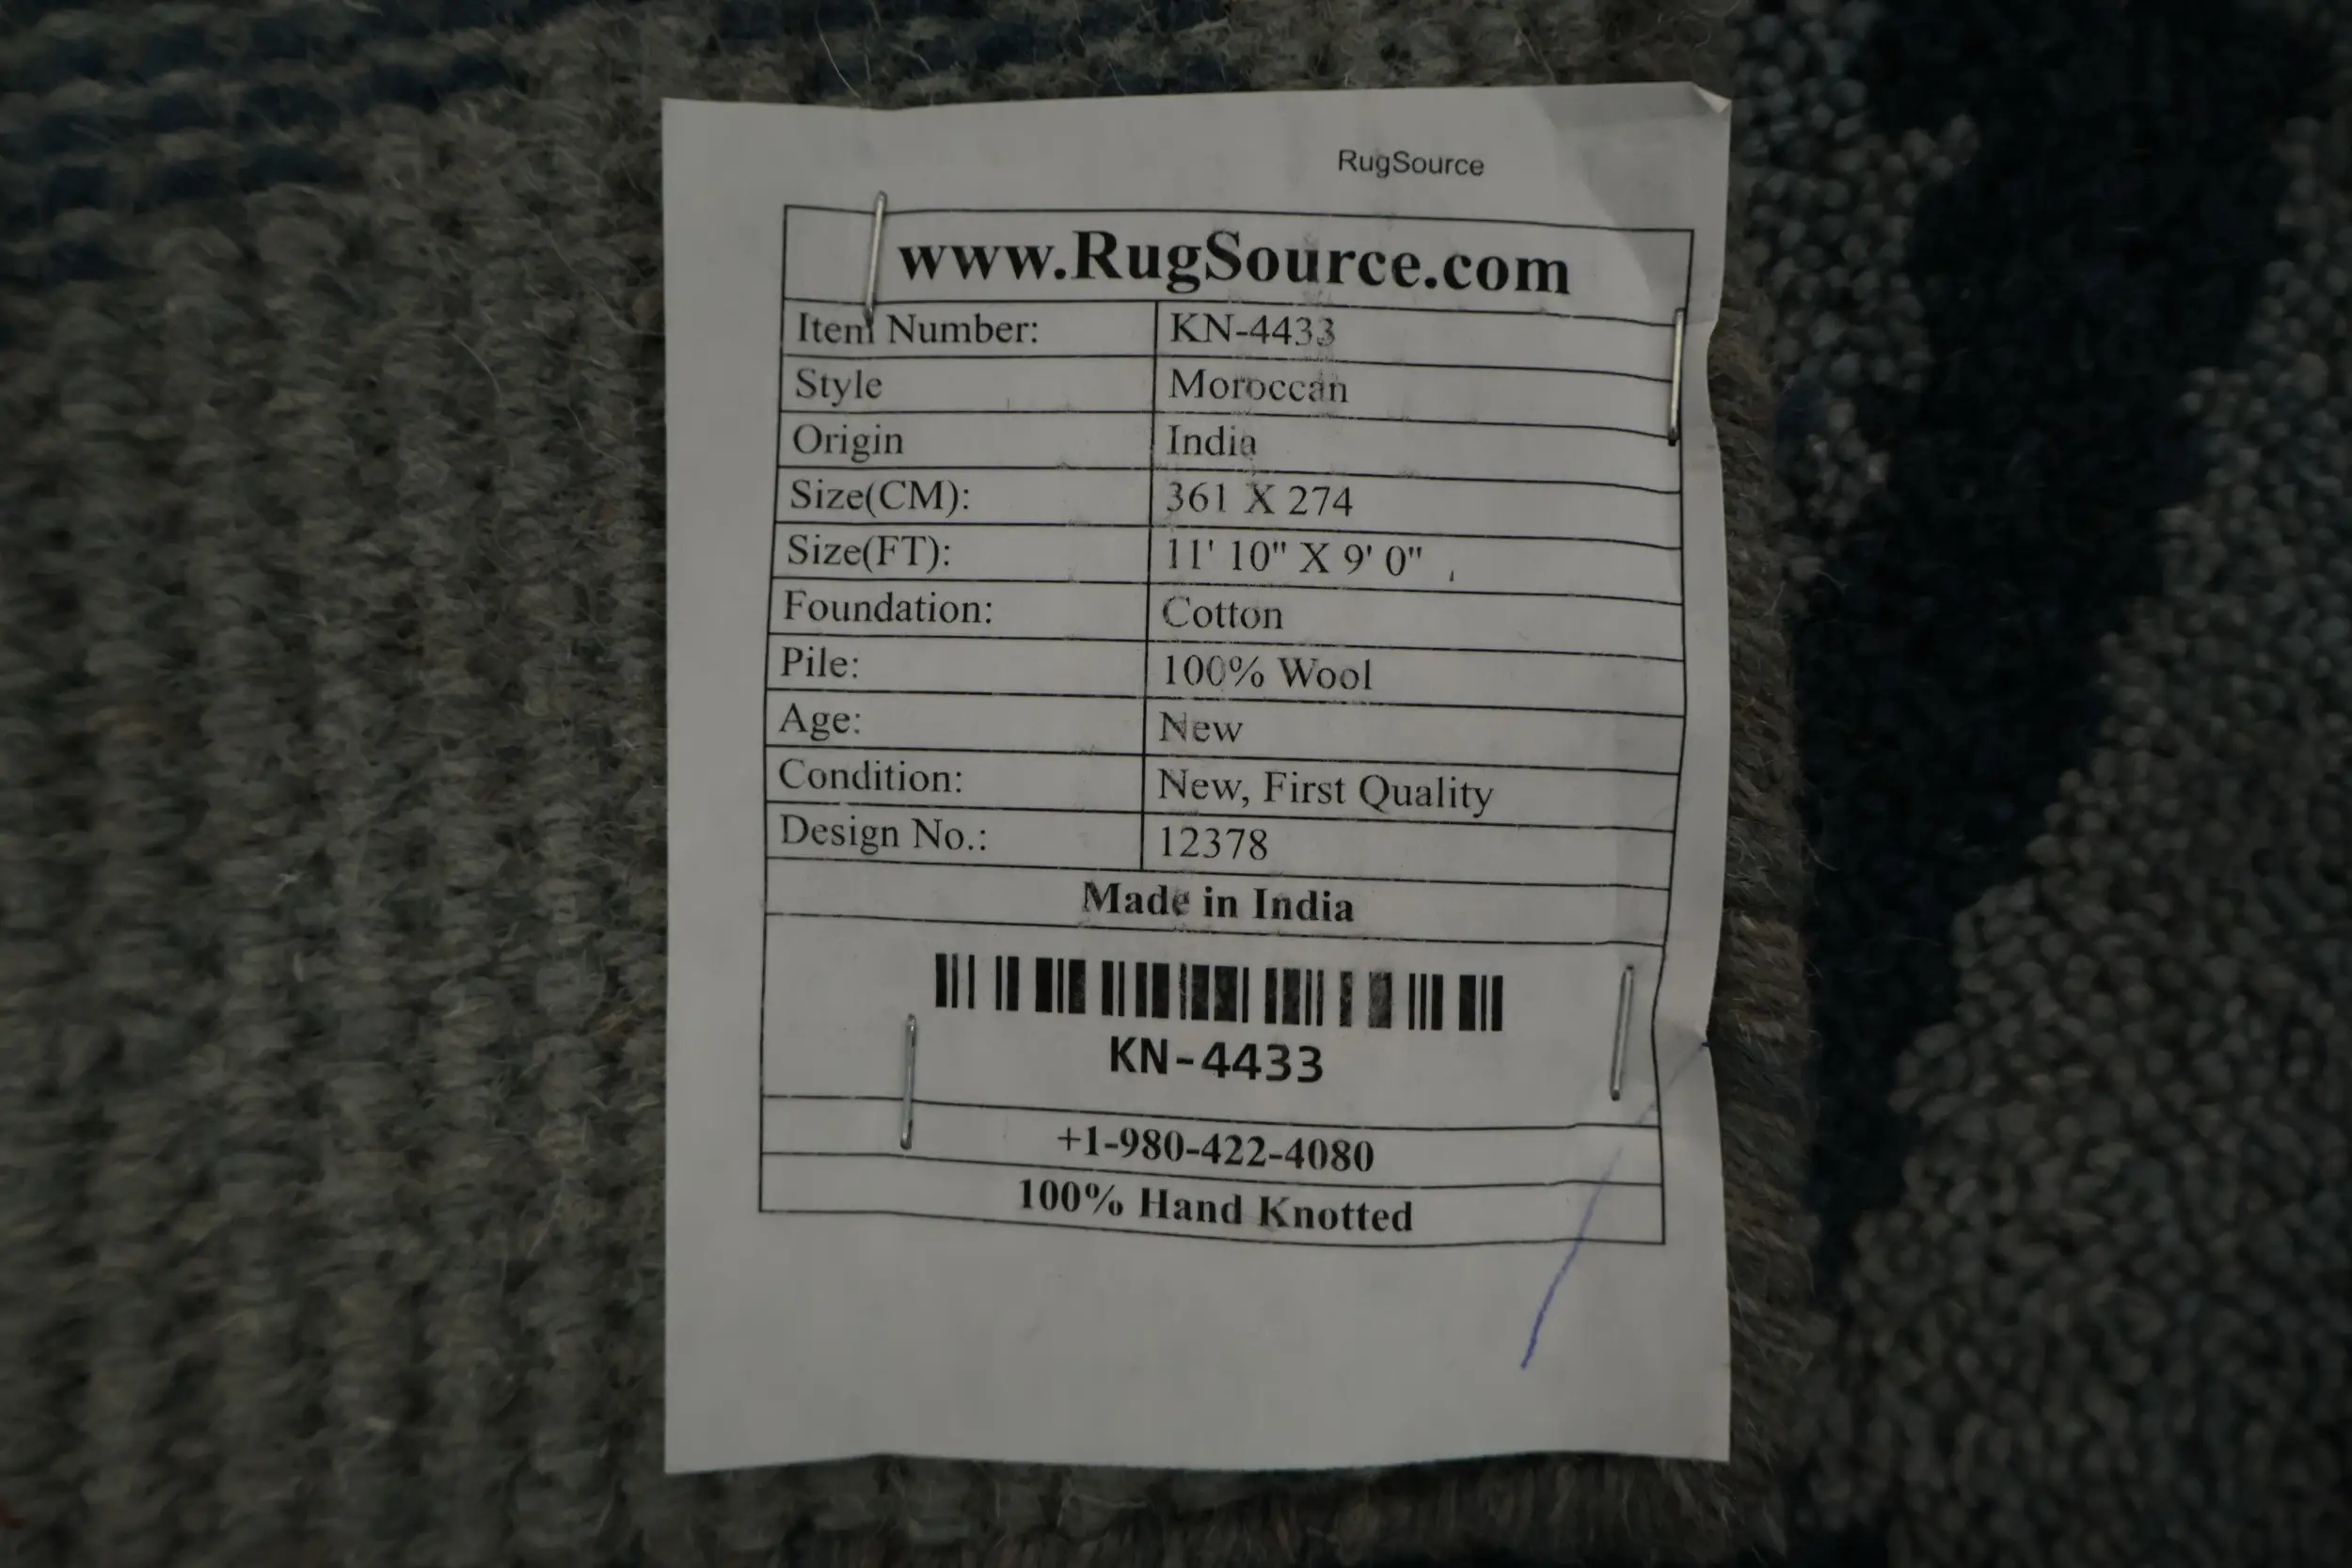 RugSource
www.RugSource.com
Item Number: KN-4433
Style Moroccan
Origin India
Size(CM): 361 X 274
Size(FT): 11' 10" X 9' 0"
Foundation: Cotton
Pile: 100% Wool
Age: New
Condition: New, First Quality
Design No.: 12378
Made in India
KN-4433
+1-980-422-4080
100% Hand Knotted